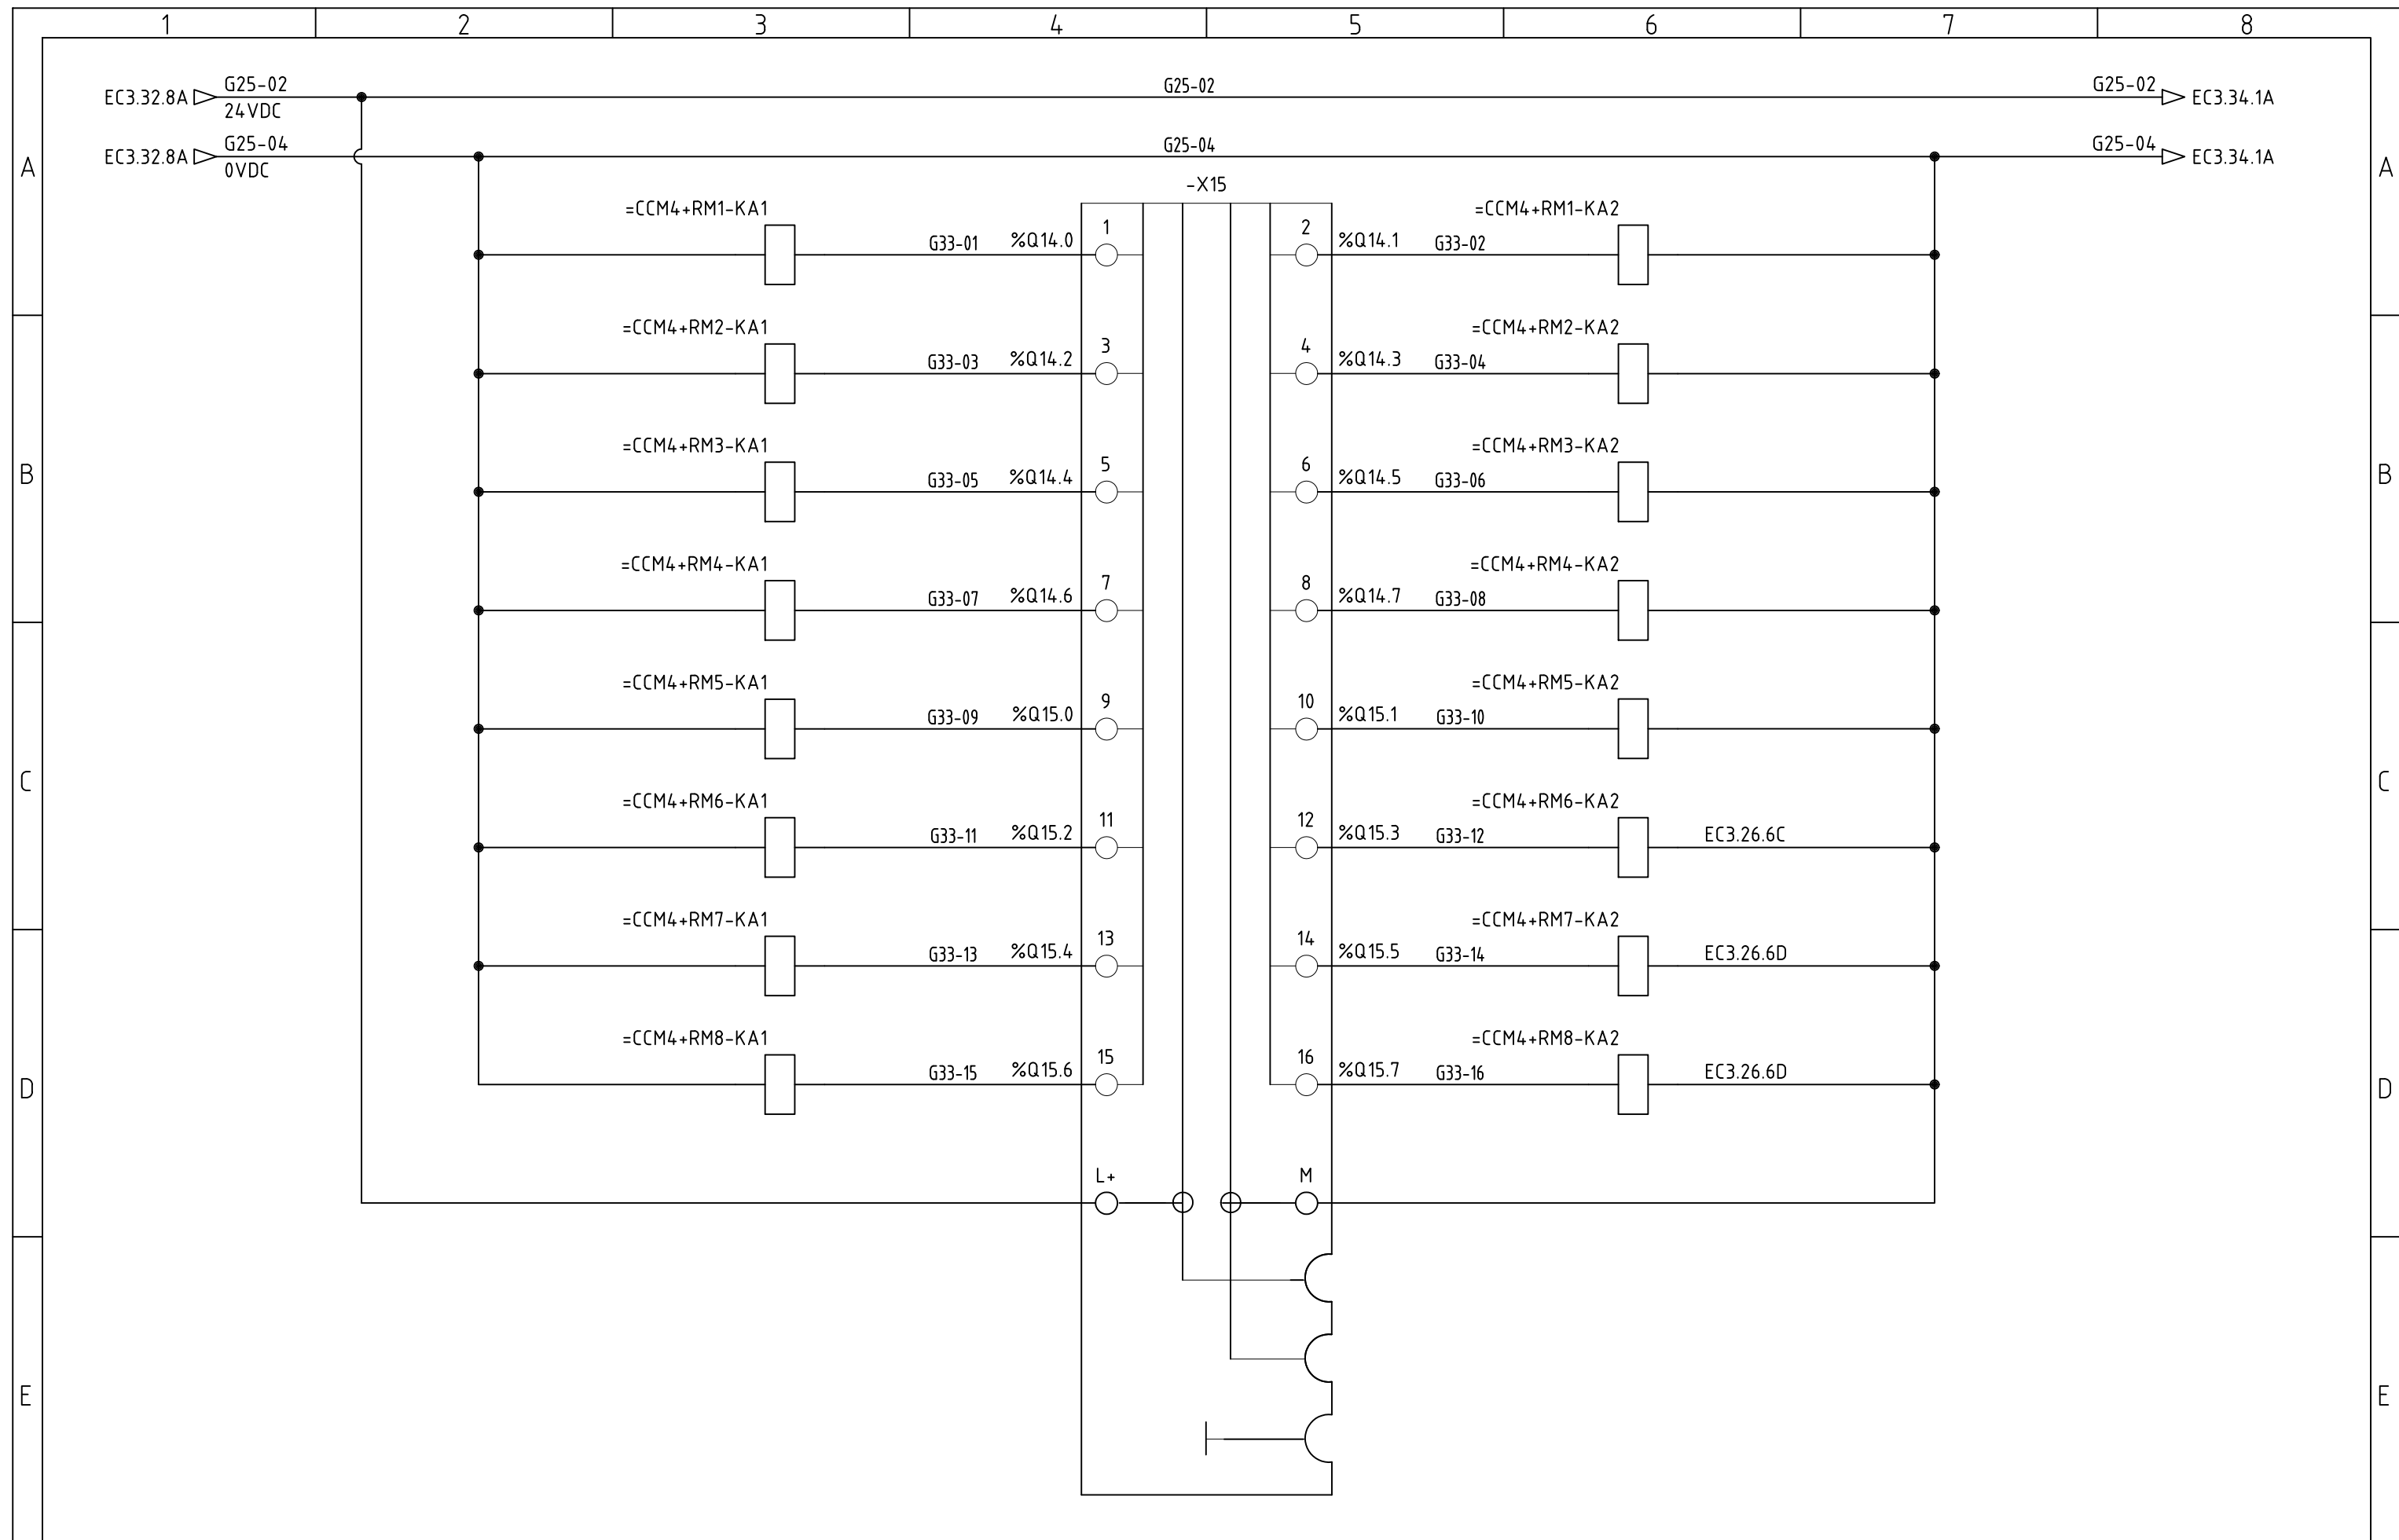 1 2 3 4 5 6 7 8
EC3.32.8A G25-02 G25-02 G25-02 EC3.34.1A
24VDC
EC3.32.8A G25-04 G25-04 G25-04 EC3.34.1A
0VDC
A A
-X15
=CCM4+RM1-KA1 =CCM4+RM1-KA2
G33-01 %Q14.0 1 2 %Q14.1 G33-02
=CCM4+RM2-KA1 =CCM4+RM2-KA2
G33-03 %Q14.2 3 4 %Q14.3 G33-04
=CCM4+RM3-KA1 =CCM4+RM3-KA2
B B
G33-05 %Q14.4 5 6 %Q14.5 G33-06
=CCM4+RM4-KA1 =CCM4+RM4-KA2
G33-07 %Q14.6 7 8 %Q14.7 G33-08
=CCM4+RM5-KA1 =CCM4+RM5-KA2
G33-09 %Q15.0 9 10 %Q15.1 G33-10
C C
=CCM4+RM6-KA1 =CCM4+RM6-KA2
G33-11 %Q15.2 11 12 %Q15.3 G33-12 EC3.26.6C
=CCM4+RM7-KA1 =CCM4+RM7-KA2
G33-13 %Q15.4 13 14 %Q15.5 G33-14 EC3.26.6D
=CCM4+RM8-KA1 =CCM4+RM8-KA2
G33-15 %Q15.6 15 16 %Q15.7 G33-16 EC3.26.6D
D D
L+ M
E E